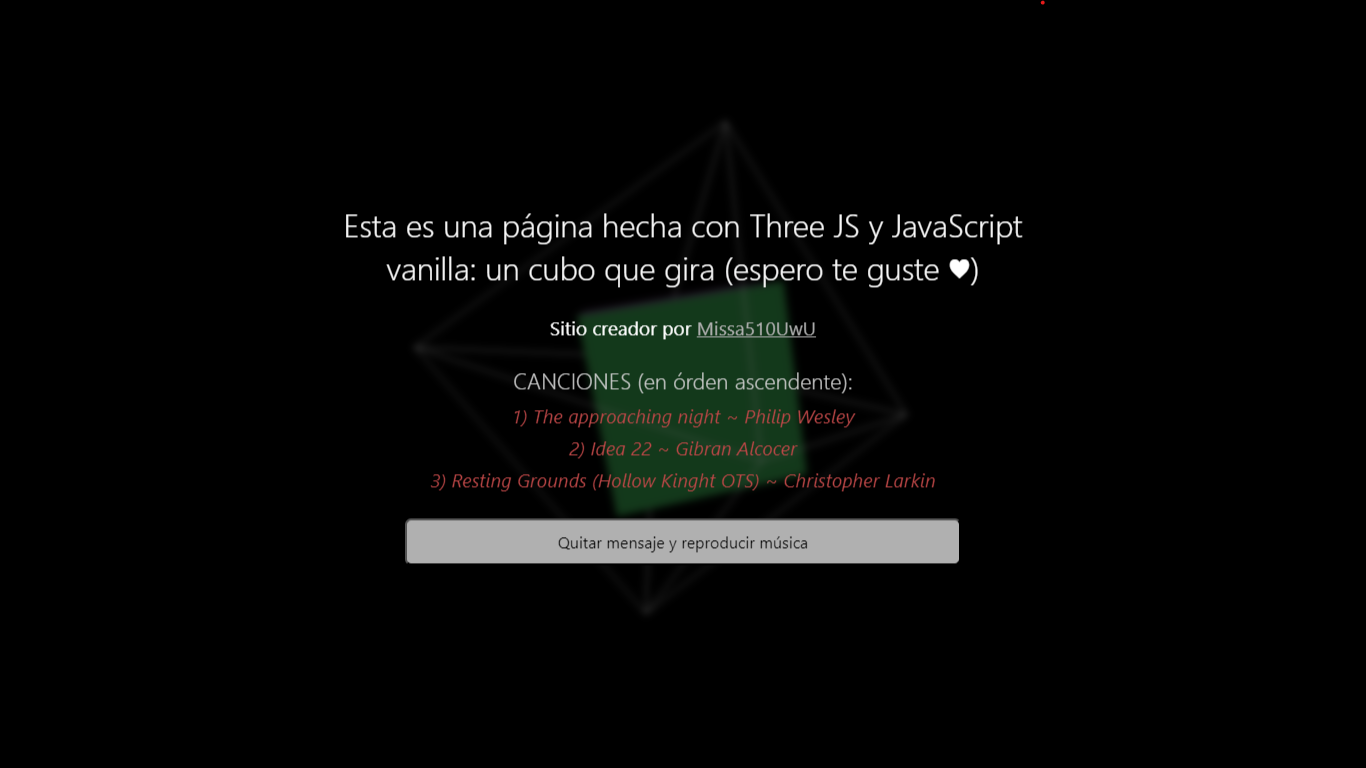 Esta es una página hecha con Three JS y JavaScript
vanilla: un cubo que gira (espero te guste ♥)
Sitio creador por Missa510UwU
CANCIONES (en órden ascendente):
1) The approaching night ~ Philip Wesley
2) Idea 22 ~ Gibran Alcocer
3) Resting Grounds (Hollow Kinght OTS) ~ Christopher Larkin
Quitar mensaje y reproducir música